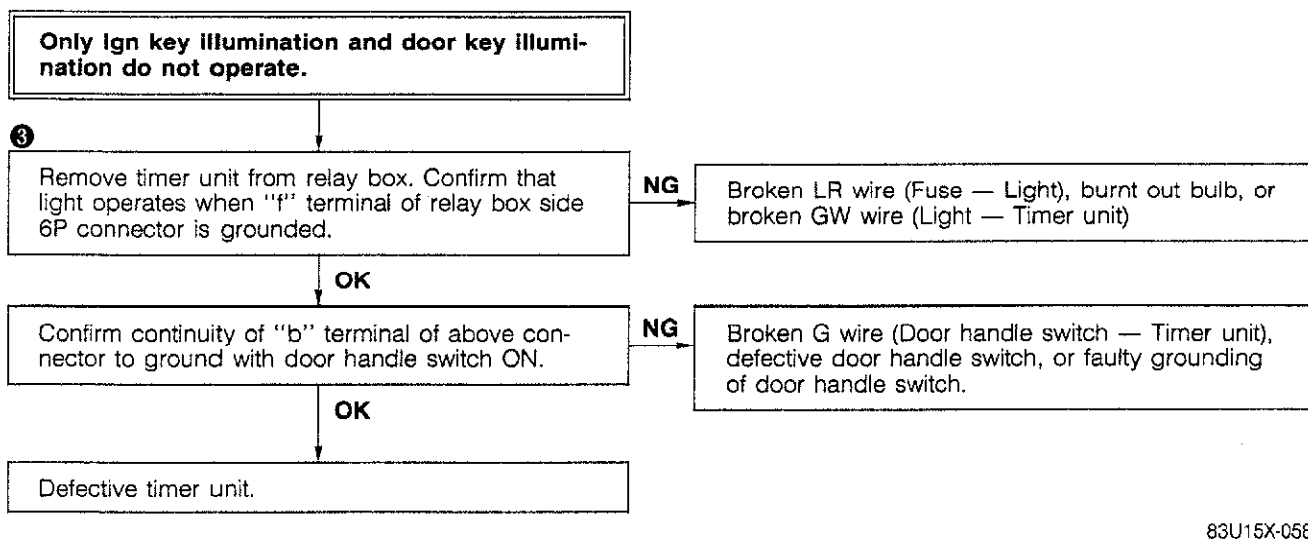 Only Ign key illumination and door key illumi-
nation do not operate.
❸
Remove timer unit from relay box. Confirm that
light operates when "f" terminal of relay box side
6P connector is grounded.
NG
Broken LR wire (Fuse — Light), burnt out bulb, or
broken GW wire (Light — Timer unit)
OK
Confirm continuity of "b" terminal of above con-
nector to ground with door handle switch ON.
NG
Broken G wire (Door handle switch — Timer unit),
defective door handle switch, or faulty grounding
of door handle switch.
OK
Defective timer unit.
83U15X-058